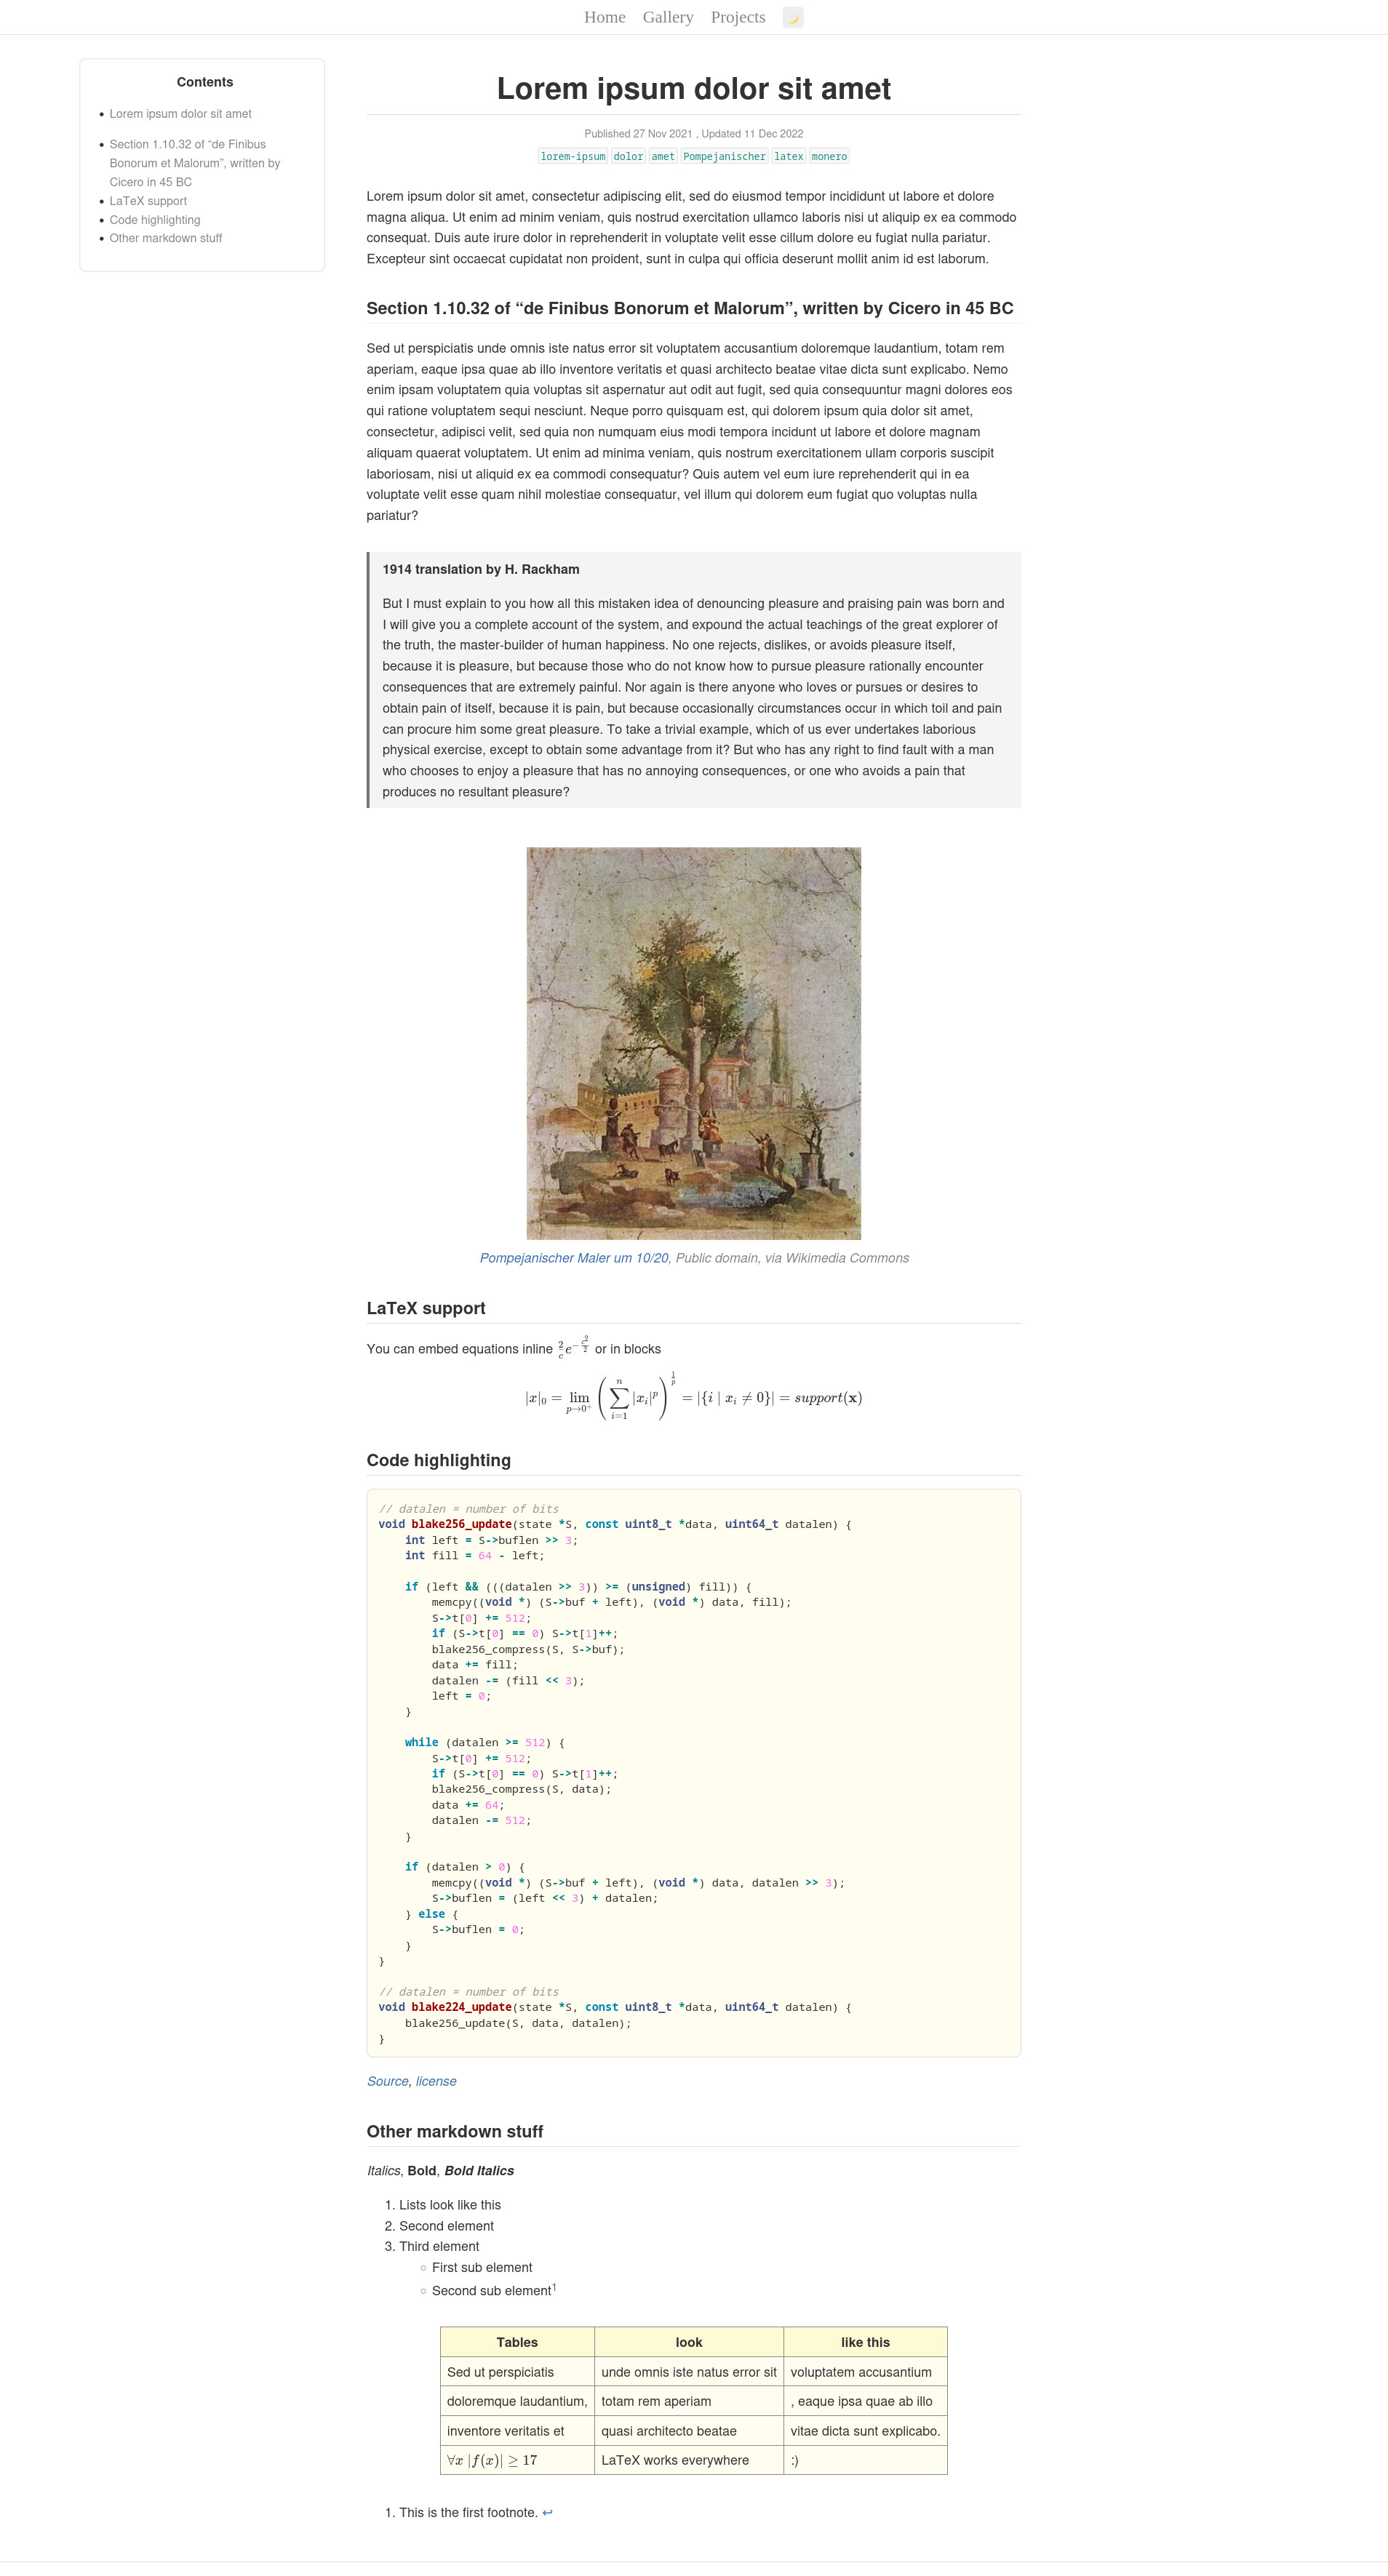 Home Gallery Projects 🌙
Contents
• Lorem ipsum dolor sit amet
• Section 1.10.32 of “de Finibus
Bonorum et Malorum”, written by
Cicero in 45 BC
• LaTeX support
• Code highlighting
• Other markdown stuff
Lorem ipsum dolor sit amet
Published 27 Nov 2021 , Updated 11 Dec 2022
lorem-ipsum dolor amet Pompejanischer latex monero
Lorem ipsum dolor sit amet, consectetur adipiscing elit, sed do eiusmod tempor incididunt ut labore et dolore
magna aliqua. Ut enim ad minim veniam, quis nostrud exercitation ullamco laboris nisi ut aliquip ex ea commodo
consequat. Duis aute irure dolor in reprehenderit in voluptate velit esse cillum dolore eu fugiat nulla pariatur.
Excepteur sint occaecat cupidatat non proident, sunt in culpa qui officia deserunt mollit anim id est laborum.
Section 1.10.32 of “de Finibus Bonorum et Malorum”, written by Cicero in 45 BC
Sed ut perspiciatis unde omnis iste natus error sit voluptatem accusantium doloremque laudantium, totam rem
aperiam, eaque ipsa quae ab illo inventore veritatis et quasi architecto beatae vitae dicta sunt explicabo. Nemo
enim ipsam voluptatem quia voluptas sit aspernatur aut odit aut fugit, sed quia consequuntur magni dolores eos
qui ratione voluptatem sequi nesciunt. Neque porro quisquam est, qui dolorem ipsum quia dolor sit amet,
consectetur, adipisci velit, sed quia non numquam eius modi tempora incidunt ut labore et dolore magnam
aliquam quaerat voluptatem. Ut enim ad minima veniam, quis nostrum exercitationem ullam corporis suscipit
laboriosam, nisi ut aliquid ex ea commodi consequatur? Quis autem vel eum iure reprehenderit qui in ea
voluptate velit esse quam nihil molestiae consequatur, vel illum qui dolorem eum fugiat quo voluptas nulla
pariatur?
1914 translation by H. Rackham
But I must explain to you how all this mistaken idea of denouncing pleasure and praising pain was born and
I will give you a complete account of the system, and expound the actual teachings of the great explorer of
the truth, the master-builder of human happiness. No one rejects, dislikes, or avoids pleasure itself,
because it is pleasure, but because those who do not know how to pursue pleasure rationally encounter
consequences that are extremely painful. Nor again is there anyone who loves or pursues or desires to
obtain pain of itself, because it is pain, but because occasionally circumstances occur in which toil and pain
can procure him some great pleasure. To take a trivial example, which of us ever undertakes laborious
physical exercise, except to obtain some advantage from it? But who has any right to find fault with a man
who chooses to enjoy a pleasure that has no annoying consequences, or one who avoids a pain that
produces no resultant pleasure?
Pompejanischer Maler um 10/20, Public domain, via Wikimedia Commons
LaTeX support
You can embed equations inline $\frac{2}{c}e^{-\frac{c^2}{2}}$ or in blocks
$|x|_0 = \lim_{p \to 0^+} \left( \sum_{i=1}^{n} |x_i|^p \right)^{\frac{1}{p}} = |\{i \mid x_i \neq 0\}| = support(\mathbf{x})$
Code highlighting
// datalen = number of bits
void blake256_update(state *S, const uint8_t *data, uint64_t datalen) {
    int left = S->buflen >> 3;
    int fill = 64 - left;

    if (left && (((datalen >> 3)) >= (unsigned) fill)) {
        memcpy((void *) (S->buf + left), (void *) data, fill);
        S->t[0] += 512;
        if (S->t[0] == 0) S->t[1]++;
        blake256_compress(S, S->buf);
        data += fill;
        datalen -= (fill << 3);
        left = 0;
    }

    while (datalen >= 512) {
        S->t[0] += 512;
        if (S->t[0] == 0) S->t[1]++;
        blake256_compress(S, data);
        data += 64;
        datalen -= 512;
    }

    if (datalen > 0) {
        memcpy((void *) (S->buf + left), (void *) data, datalen >> 3);
        S->buflen = (left << 3) + datalen;
    } else {
        S->buflen = 0;
    }
}

// datalen = number of bits
void blake224_update(state *S, const uint8_t *data, uint64_t datalen) {
    blake256_update(S, data, datalen);
}
Source, license
Other markdown stuff
Italics, Bold, Bold Italics
1. Lists look like this
2. Second element
3. Third element
○ First sub element
○ Second sub element¹
Tables look like this
Sed ut perspiciatis unde omnis iste natus error sit voluptatem accusantium
doloremque laudantium, totam rem aperiam , eaque ipsa quae ab illo
inventore veritatis et quasi architecto beatae vitae dicta sunt explicabo.
∀x |f(x)| ≥ 17 LaTeX works everywhere :)
1. This is the first footnote. ↩